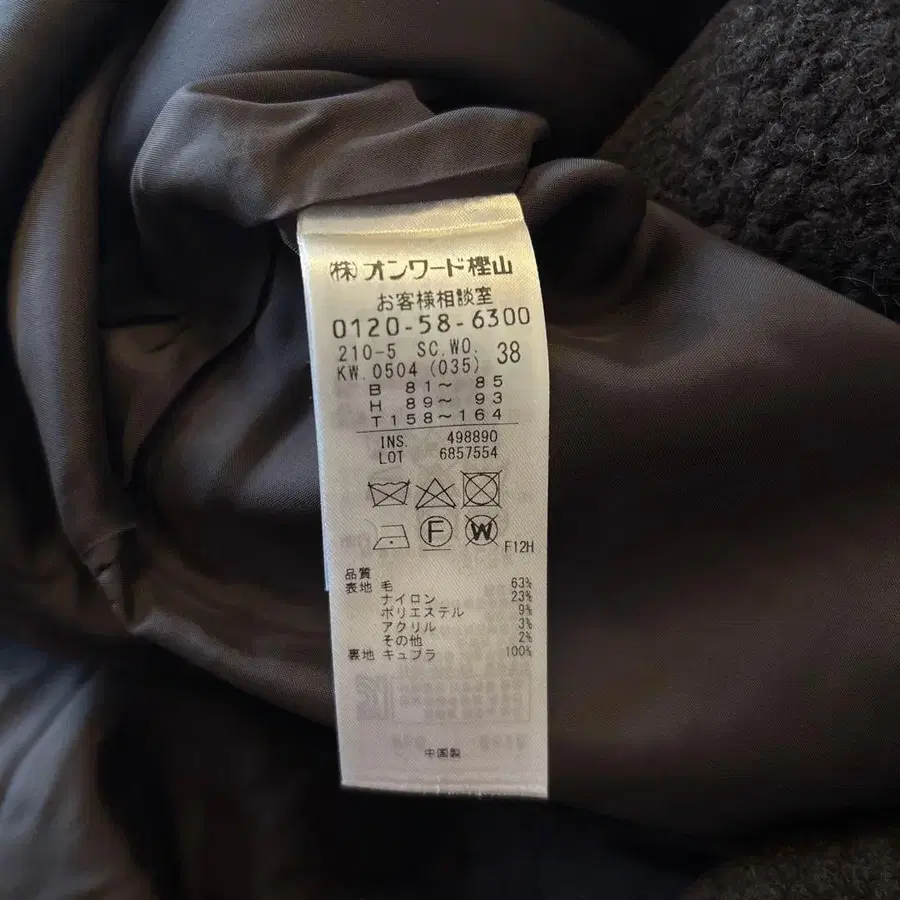 (株)オンワード樫山
お客様相談室
0120-58-6300
210-5 SC.WO. 38
KW.0504 (035)
B 81～ 85
H 89～ 93
T158～164
INS. 498890
LOT 6857554
F W F12H
品質
表地 毛 63%
ナイロン 23%
ポリエステル 9%
アクリル 3%
その他 2%
裏地 キュプラ 100%
中国製